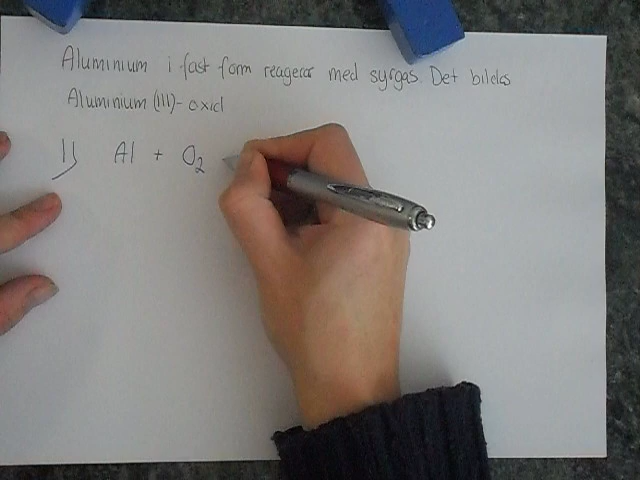 Aluminium i fast form reagerar med syrgas. Det bildas
Aluminium (III)-oxid
1) Al + O₂